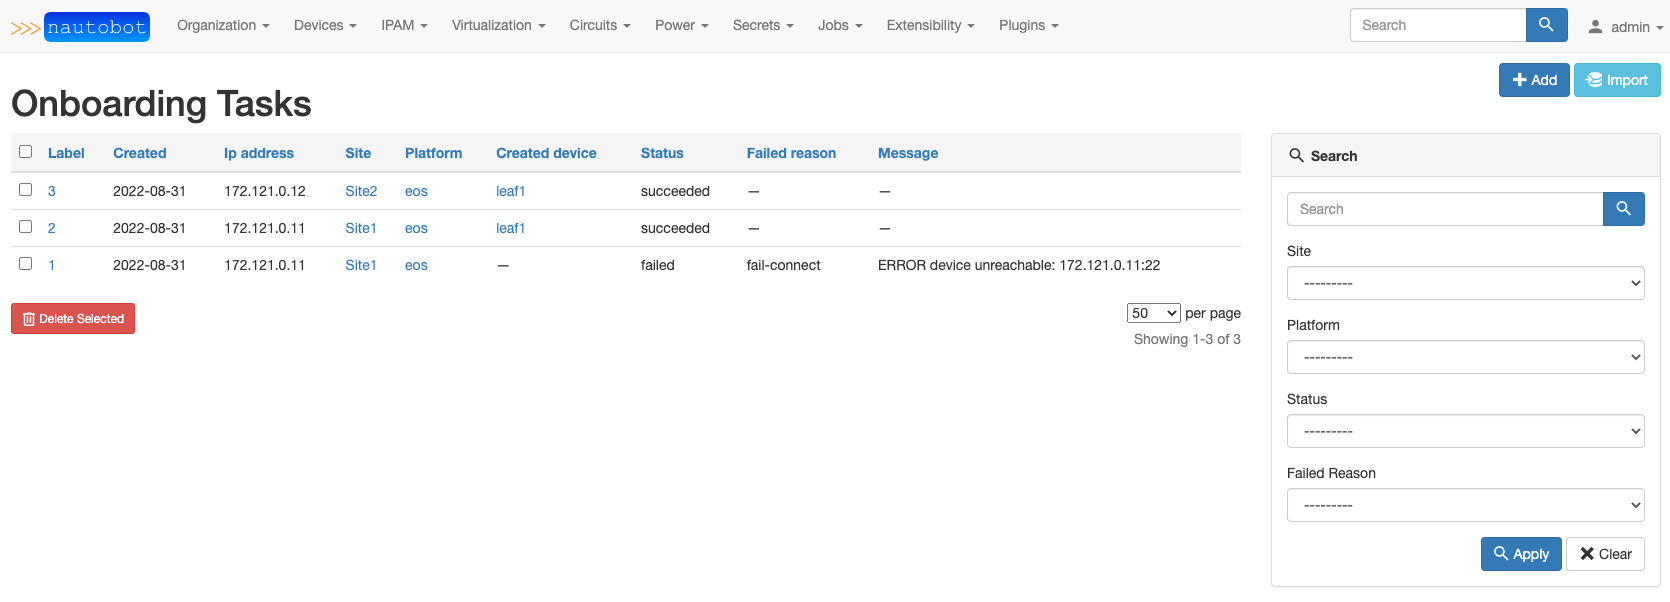 >>> nautobot Organization Devices IPAM Virtualization Circuits Power Secrets Jobs Extensibility Plugins Search admin
Add Import
Onboarding Tasks
Label Created Ip address Site Platform Created device Status Failed reason Message
3 2022-08-31 172.121.0.12 Site2 eos leaf1 succeeded — —
2 2022-08-31 172.121.0.11 Site1 eos leaf1 succeeded — —
1 2022-08-31 172.121.0.11 Site1 eos — failed fail-connect ERROR device unreachable: 172.121.0.11:22
Delete Selected
50 per page
Showing 1-3 of 3
Search
Search
Site
---------
Platform
---------
Status
---------
Failed Reason
---------
Apply Clear